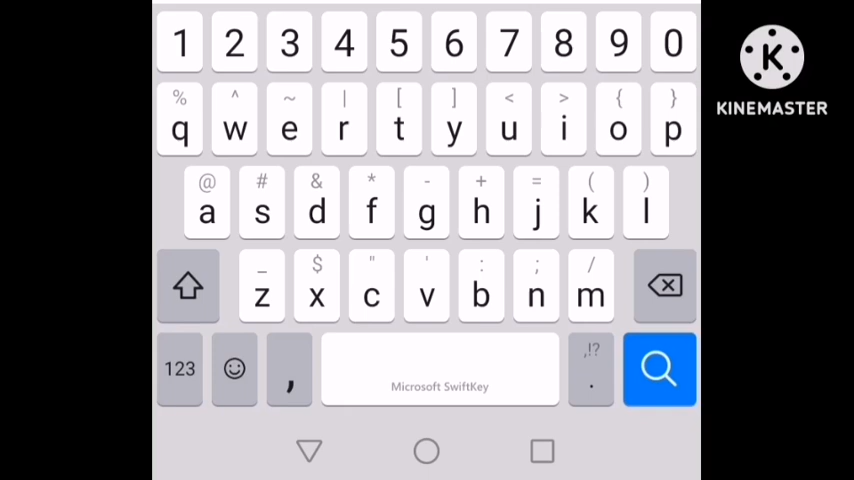 1 2 3 4 5 6 7 8 9 0
% ^ ~ | [ ] < > { }
q w e r t y u i o p
@ # & * - + = ( )
a s d f g h j k l
_ $ " ' : ; /
z x c v b n m
,!?
123 , Microsoft SwiftKey .
K
KINEMASTER